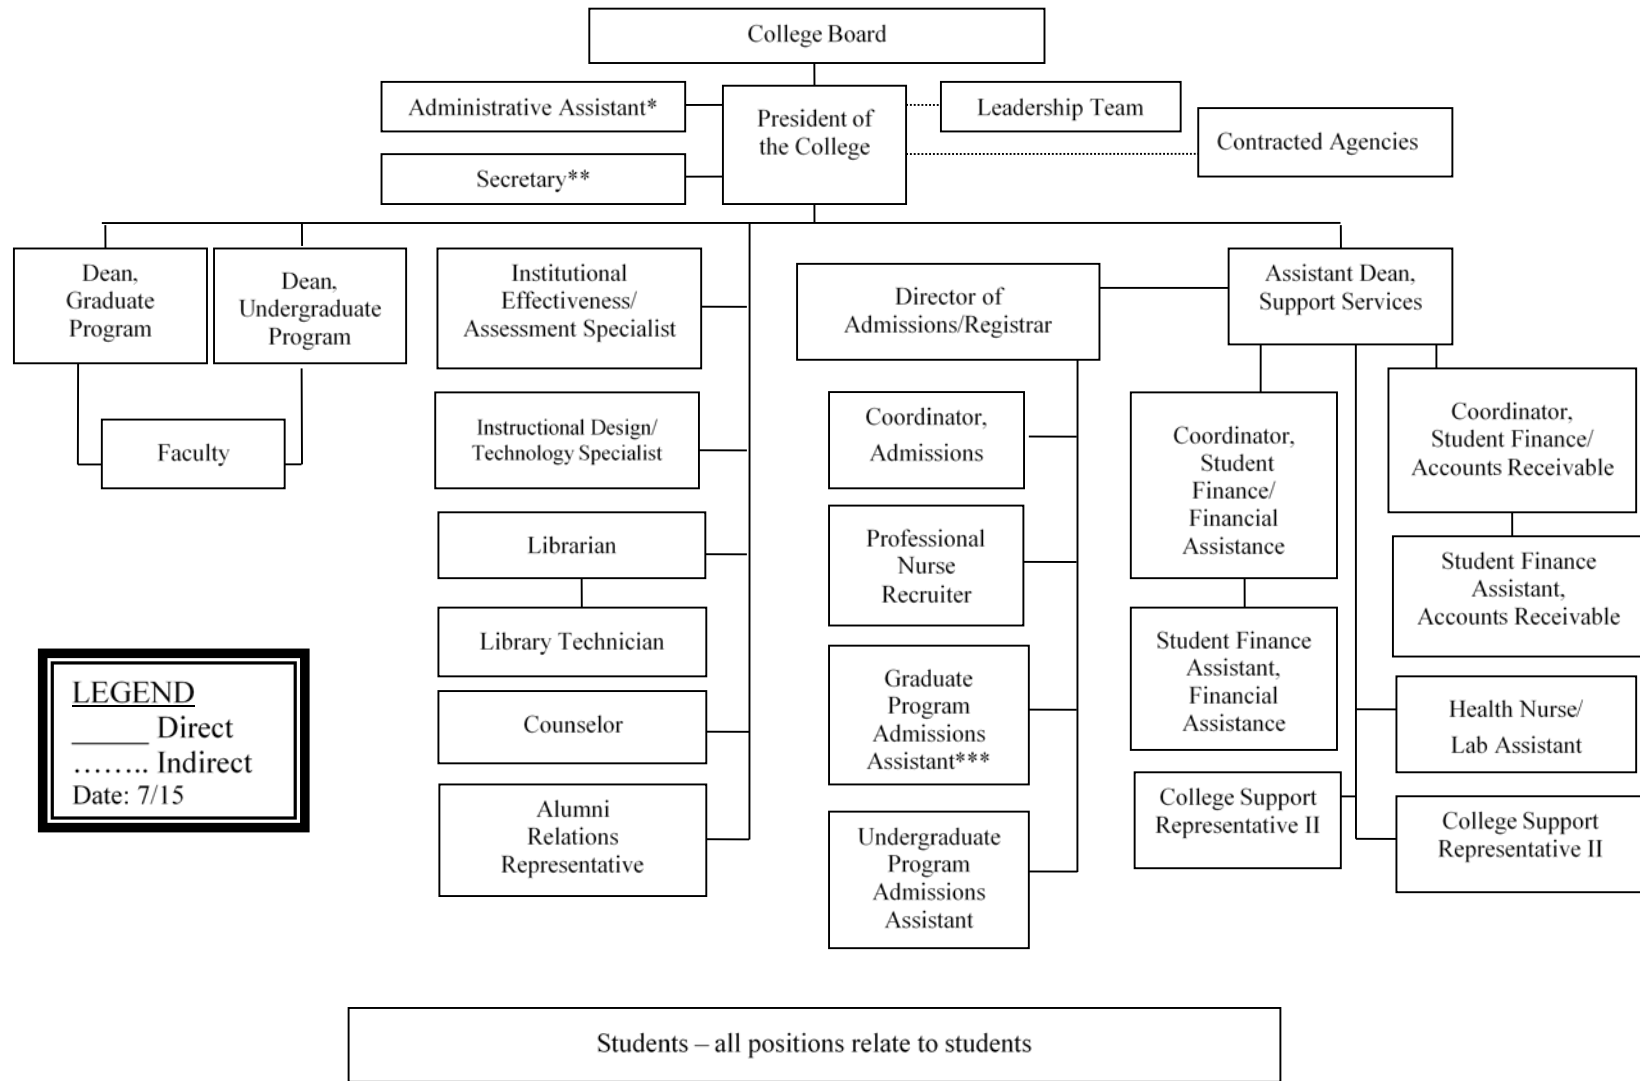 College Board
Administrative Assistant*
President of
the College
Leadership Team
Contracted Agencies
Secretary**
Dean,
Graduate
Program
Dean,
Undergraduate
Program
Faculty
Institutional
Effectiveness/
Assessment Specialist
Instructional Design/
Technology Specialist
Librarian
Library Technician
Counselor
Alumni
Relations
Representative
Director of
Admissions/Registrar
Coordinator,
Admissions
Professional
Nurse
Recruiter
Graduate
Program
Admissions
Assistant***
Undergraduate
Program
Admissions
Assistant
Assistant Dean,
Support Services
Coordinator,
Student
Finance/
Financial
Assistance
Student Finance
Assistant,
Financial
Assistance
College Support
Representative II
Coordinator,
Student Finance/
Accounts Receivable
Student Finance
Assistant,
Accounts Receivable
Health Nurse/
Lab Assistant
College Support
Representative II
LEGEND
______ Direct
…….. Indirect
Date: 7/15
Students – all positions relate to students